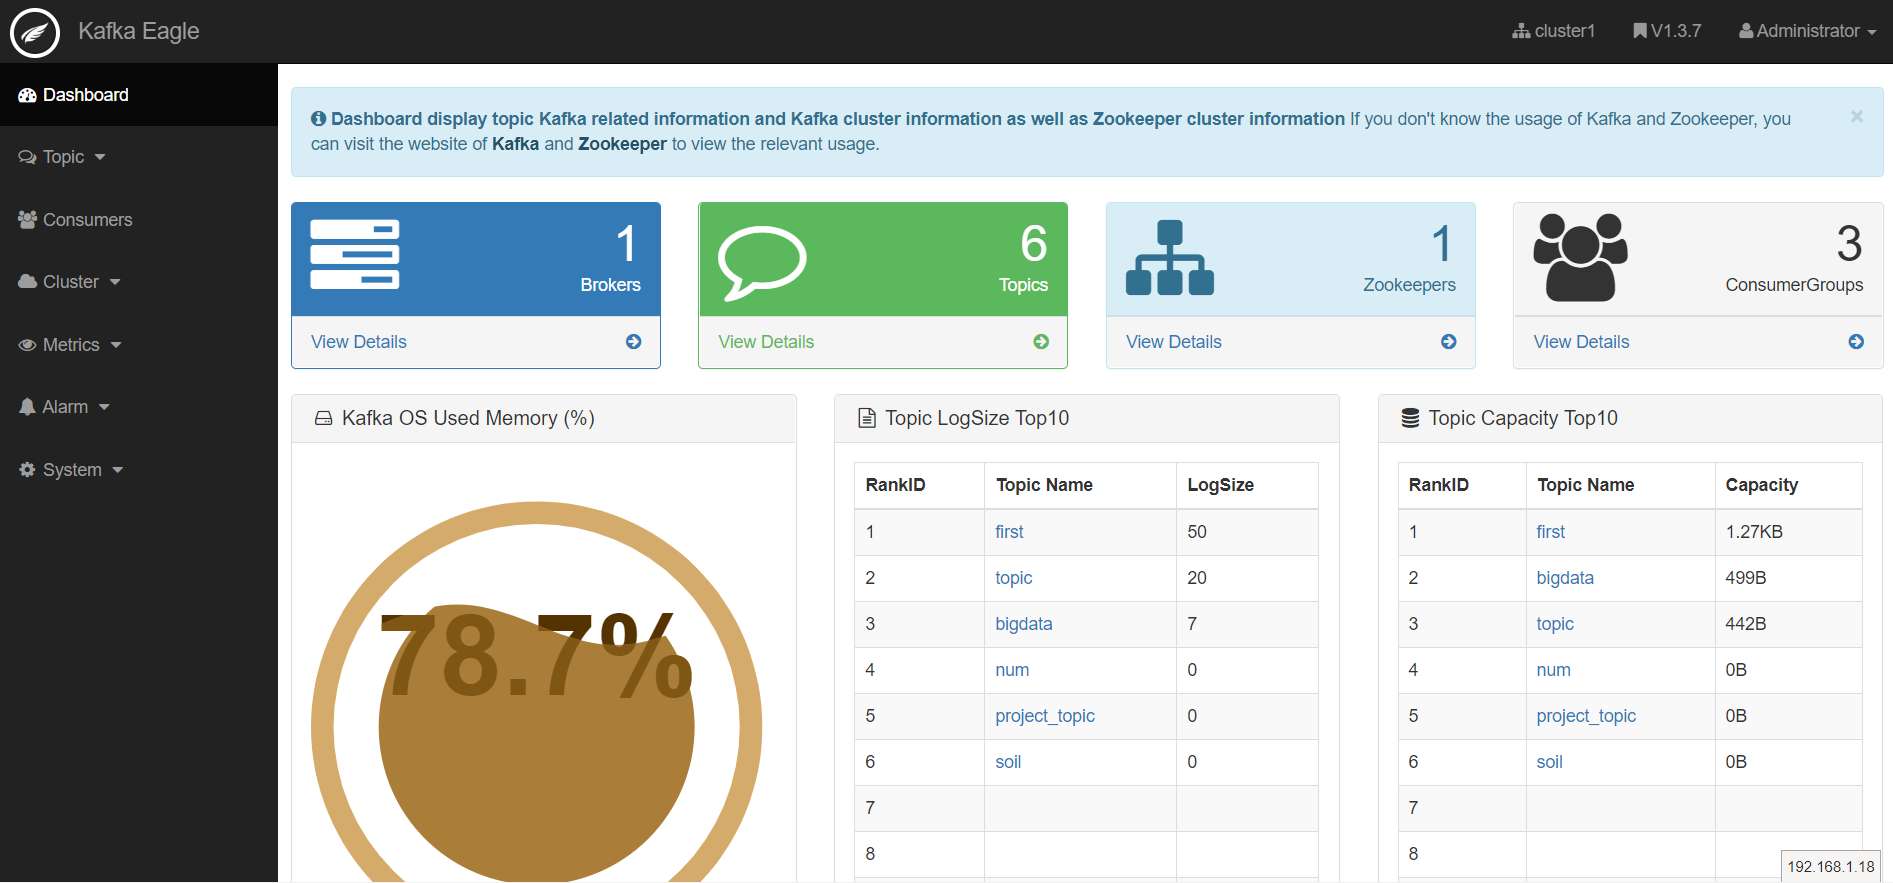 Kafka Eagle
cluster1
V1.3.7
Administrator
Dashboard
Topic
Consumers
Cluster
Metrics
Alarm
System
Dashboard display topic Kafka related information and Kafka cluster information as well as Zookeeper cluster information If you don't know the usage of Kafka and Zookeeper, you
can visit the website of Kafka and Zookeeper to view the relevant usage.
×
1
Brokers
View Details
6
Topics
View Details
1
Zookeepers
View Details
3
ConsumerGroups
View Details
Kafka OS Used Memory (%)
78.7%
Topic LogSize Top10
RankID Topic Name LogSize
1 first 50
2 topic 20
3 bigdata 7
4 num 0
5 project_topic 0
6 soil 0
7
8
Topic Capacity Top10
RankID Topic Name Capacity
1 first 1.27KB
2 bigdata 499B
3 topic 442B
4 num 0B
5 project_topic 0B
6 soil 0B
7
8
192.168.1.18